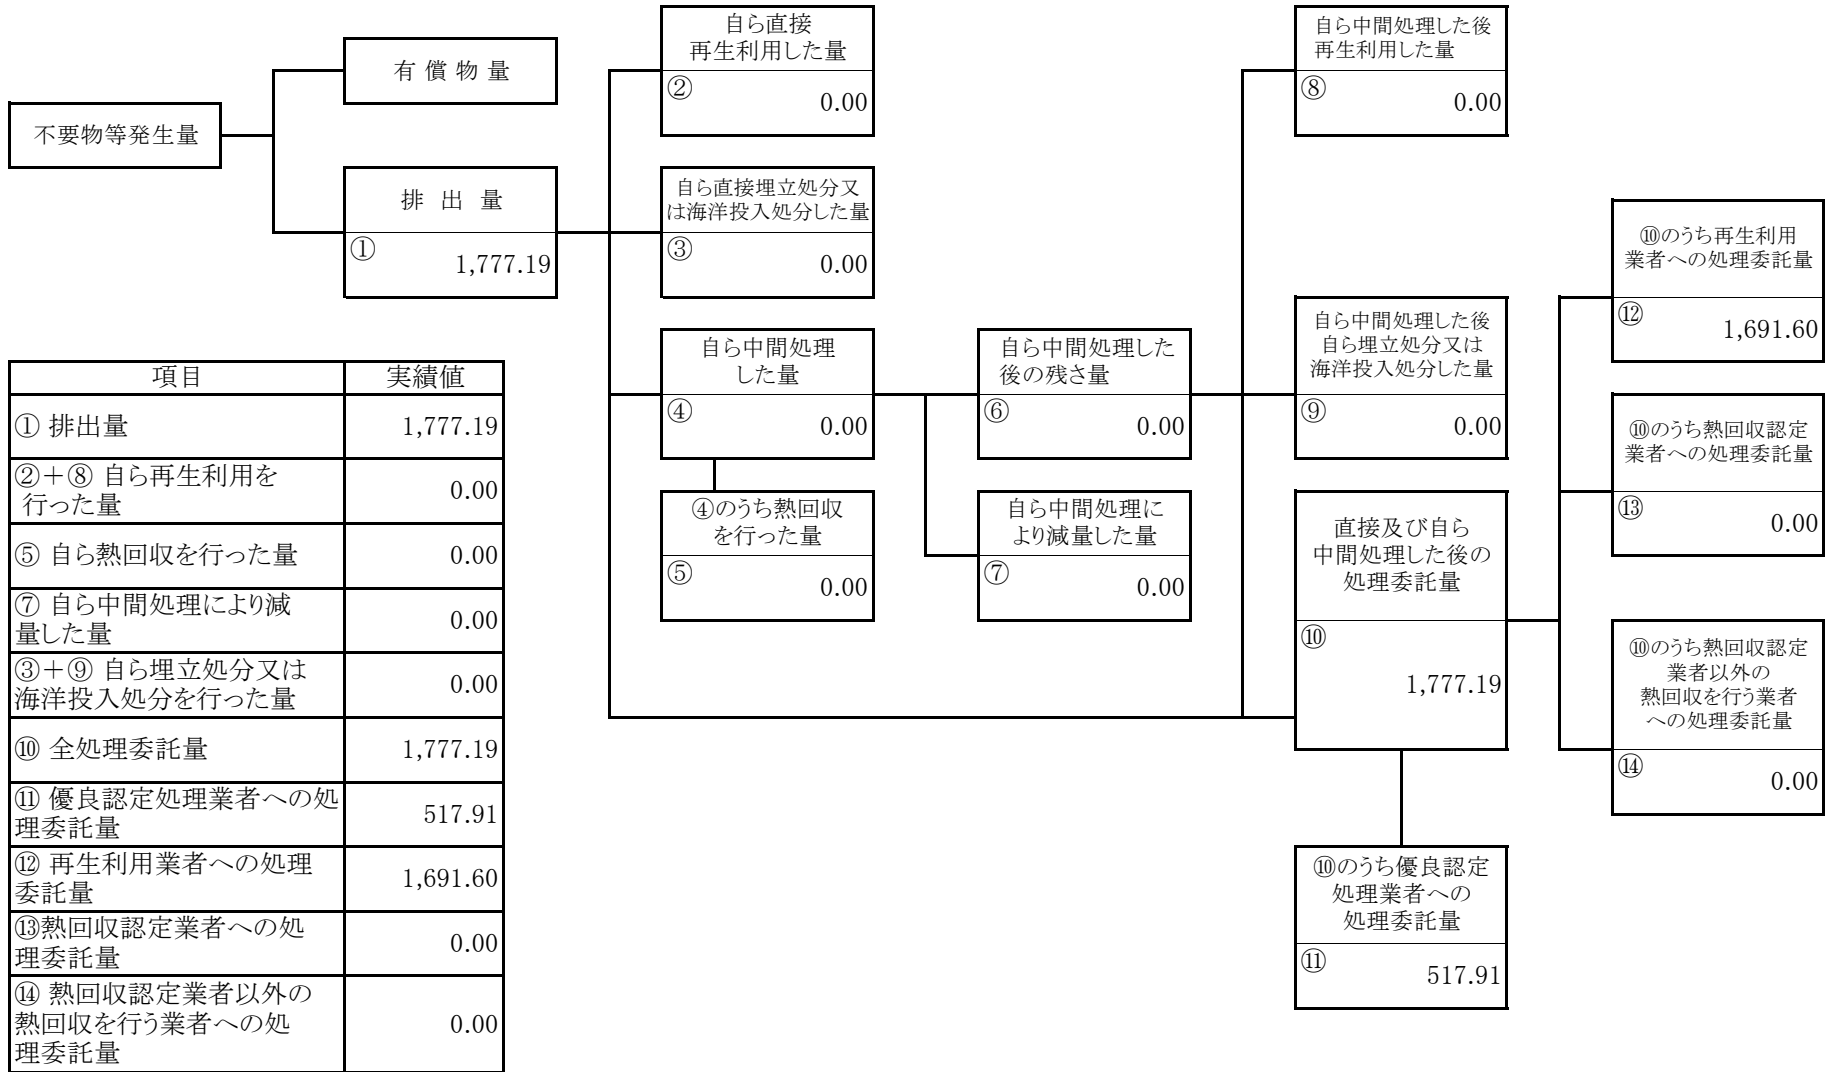 不要物等発生量
有 償 物 量
排 出 量
①
1,777.19
自ら直接
再生利用した量
②
0.00
自ら直接埋立処分又
は海洋投入処分した量
③
0.00
自ら中間処理
した量
④
0.00
④のうち熱回収
を行った量
⑤
0.00
自ら中間処理した
後の残さ量
⑥
0.00
自ら中間処理に
より減量した量
⑦
0.00
自ら中間処理した後
再生利用した量
⑧
0.00
自ら中間処理した後
自ら埋立処分又は
海洋投入処分した量
⑨
0.00
直接及び自ら
中間処理した後の
処理委託量
⑩
1,777.19
⑩のうち優良認定
処理業者への
処理委託量
⑪
517.91
⑩のうち再生利用
業者への処理委託量
⑫
1,691.60
⑩のうち熱回収認定
業者への処理委託量
⑬
0.00
⑩のうち熱回収認定
業者以外の
熱回収を行う業者
への処理委託量
⑭
0.00
項目 実績値
① 排出量 1,777.19
②＋⑧ 自ら再生利用を
行った量
0.00
⑤ 自ら熱回収を行った量 0.00
⑦ 自ら中間処理により減
量した量
0.00
③＋⑨ 自ら埋立処分又は
海洋投入処分を行った量
0.00
⑩ 全処理委託量 1,777.19
⑪ 優良認定処理業者への処
理委託量
517.91
⑫ 再生利用業者への処理
委託量
1,691.60
⑬熱回収認定業者への処
理委託量
0.00
⑭ 熱回収認定業者以外の
熱回収を行う業者への処
理委託量
0.00